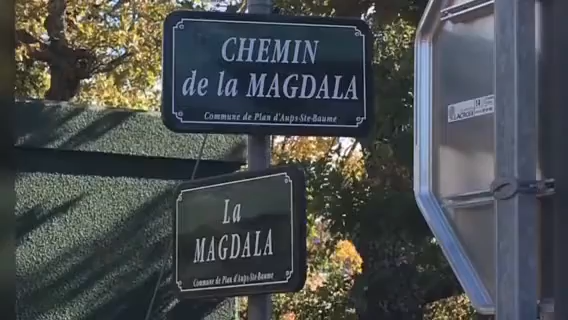 CHEMIN
de la MAGDALA
Commune de Plan d'Aups-Ste-Baume
La
MAGDALA
Commune de Plan d'Aups-Ste-Baume